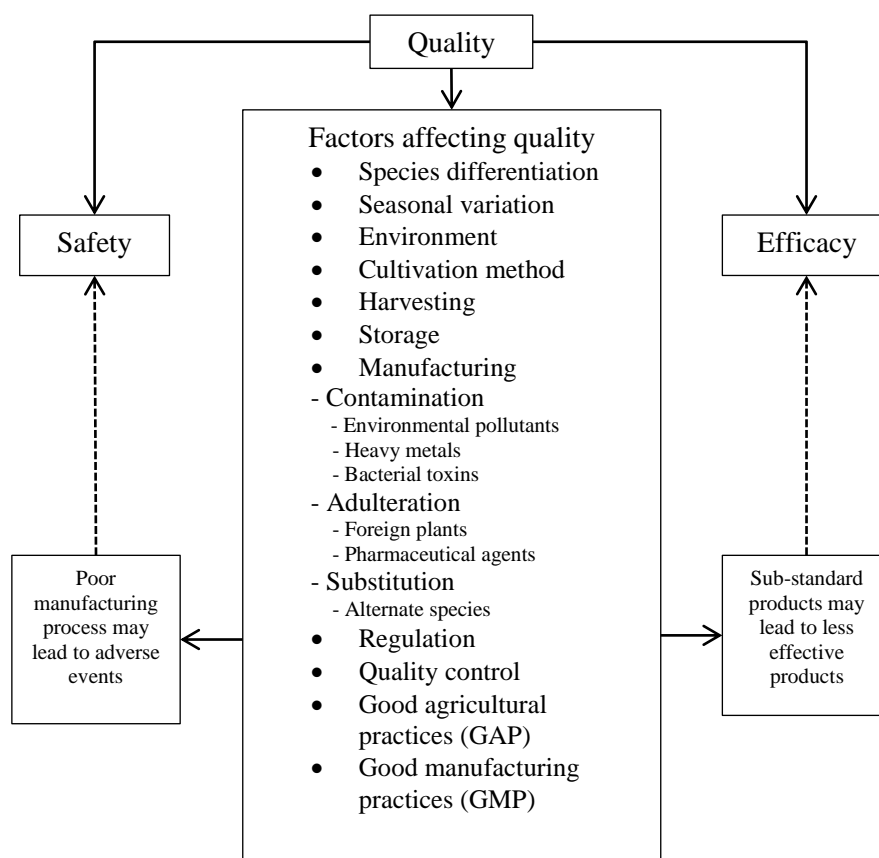 Quality
Factors affecting quality
• Species differentiation
• Seasonal variation
• Environment
• Cultivation method
• Harvesting
• Storage
• Manufacturing
- Contamination
- Environmental pollutants
- Heavy metals
- Bacterial toxins
- Adulteration
- Foreign plants
- Pharmaceutical agents
- Substitution
- Alternate species
• Regulation
• Quality control
• Good agricultural
practices (GAP)
• Good manufacturing
practices (GMP)
Safety
Poor
manufacturing
process may
lead to adverse
events
Efficacy
Sub-standard
products may
lead to less
effective
products